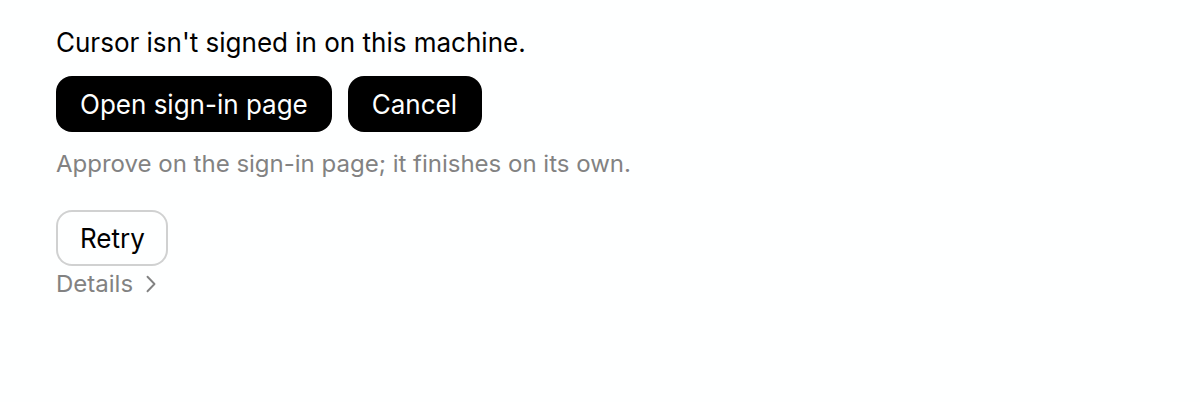 Cursor isn't signed in on this machine.
Open sign-in page Cancel
Approve on the sign-in page; it finishes on its own.
Retry
Details